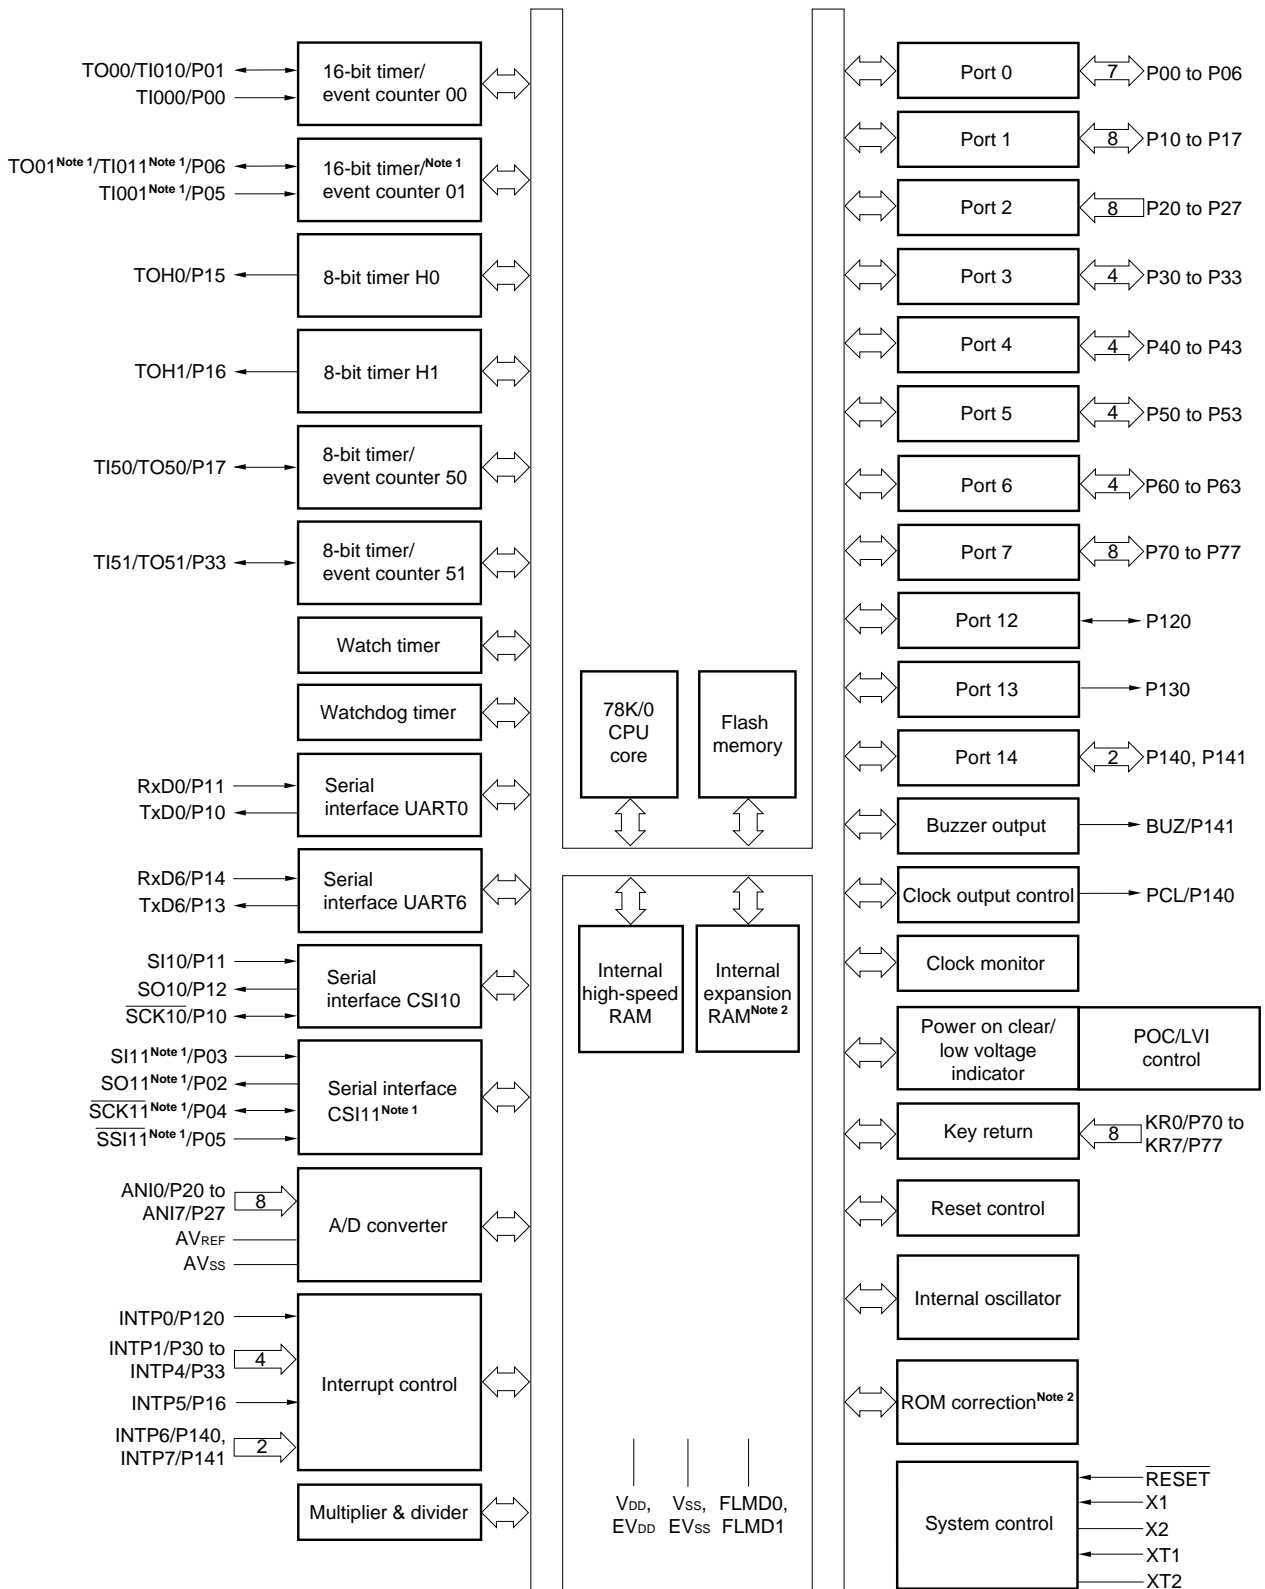 TO00/TI010/P01
TI000/P00
16-bit timer/
event counter 00
TO01Note 1/TI011Note 1/P06
TI001Note 1/P05
16-bit timer/Note 1
event counter 01
TOH0/P15
8-bit timer H0
TOH1/P16
8-bit timer H1
TI50/TO50/P17
8-bit timer/
event counter 50
TI51/TO51/P33
8-bit timer/
event counter 51
Watch timer
Watchdog timer
RxD0/P11
TxD0/P10
Serial
interface UART0
RxD6/P14
TxD6/P13
Serial
interface UART6
SI10/P11
SO10/P12
SCK10/P10
Serial
interface CSI10
SI11Note 1/P03
SO11Note 1/P02
SCK11Note 1/P04
SSI11Note 1/P05
Serial interface
CSI11Note 1
ANI0/P20 to
ANI7/P27
8
AVREF
AVSS
A/D converter
INTP0/P120
INTP1/P30 to
INTP4/P33
4
INTP5/P16
INTP6/P140,
INTP7/P141
2
Interrupt control
Multiplier & divider
78K/0
CPU
core
Flash
memory
Internal
high-speed
RAM
Internal
expansion
RAMNote 2
VDD,
EVDD
VSS,
EVSS
FLMD0,
FLMD1
Port 0
7
P00 to P06
Port 1
8
P10 to P17
Port 2
8
P20 to P27
Port 3
4
P30 to P33
Port 4
4
P40 to P43
Port 5
4
P50 to P53
Port 6
4
P60 to P63
Port 7
8
P70 to P77
Port 12
P120
Port 13
P130
Port 14
2
P140, P141
Buzzer output
BUZ/P141
Clock output control
PCL/P140
Clock monitor
Power on clear/
low voltage
indicator
POC/LVI
control
Key return
8
KR0/P70 to
KR7/P77
Reset control
Internal oscillator
ROM correctionNote 2
System control
RESET
X1
X2
XT1
XT2